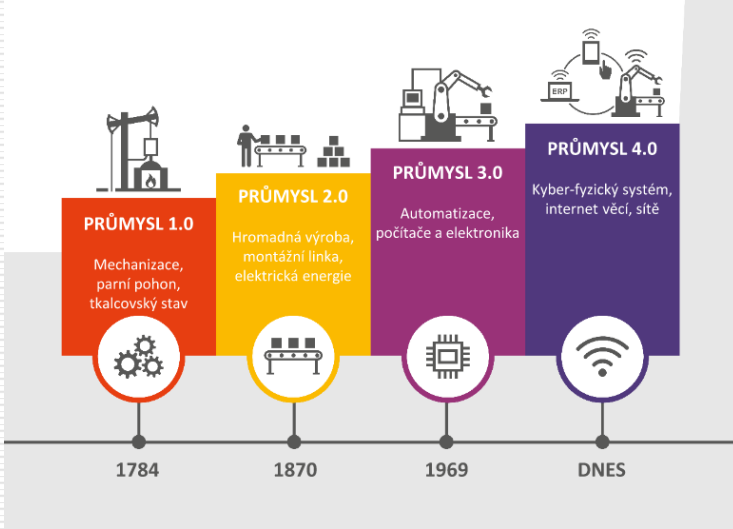 ERP
PRŮMYSL 1.0
Mechanizace,
parní pohon,
tkalcovský stav
PRŮMYSL 2.0
Hromadná výroba,
montážní linka,
elektrická energie
PRŮMYSL 3.0
Automatizace,
počítače a elektronika
PRŮMYSL 4.0
Kyber-fyzický systém,
internet věcí, sítě
1784
1870
1969
DNES